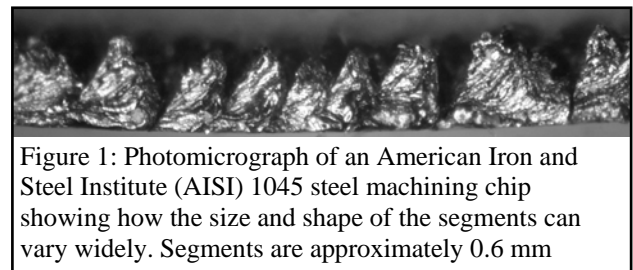 Figure 1: Photomicrograph of an American Iron and
Steel Institute (AISI) 1045 steel machining chip
showing how the size and shape of the segments can
vary widely. Segments are approximately 0.6 mm